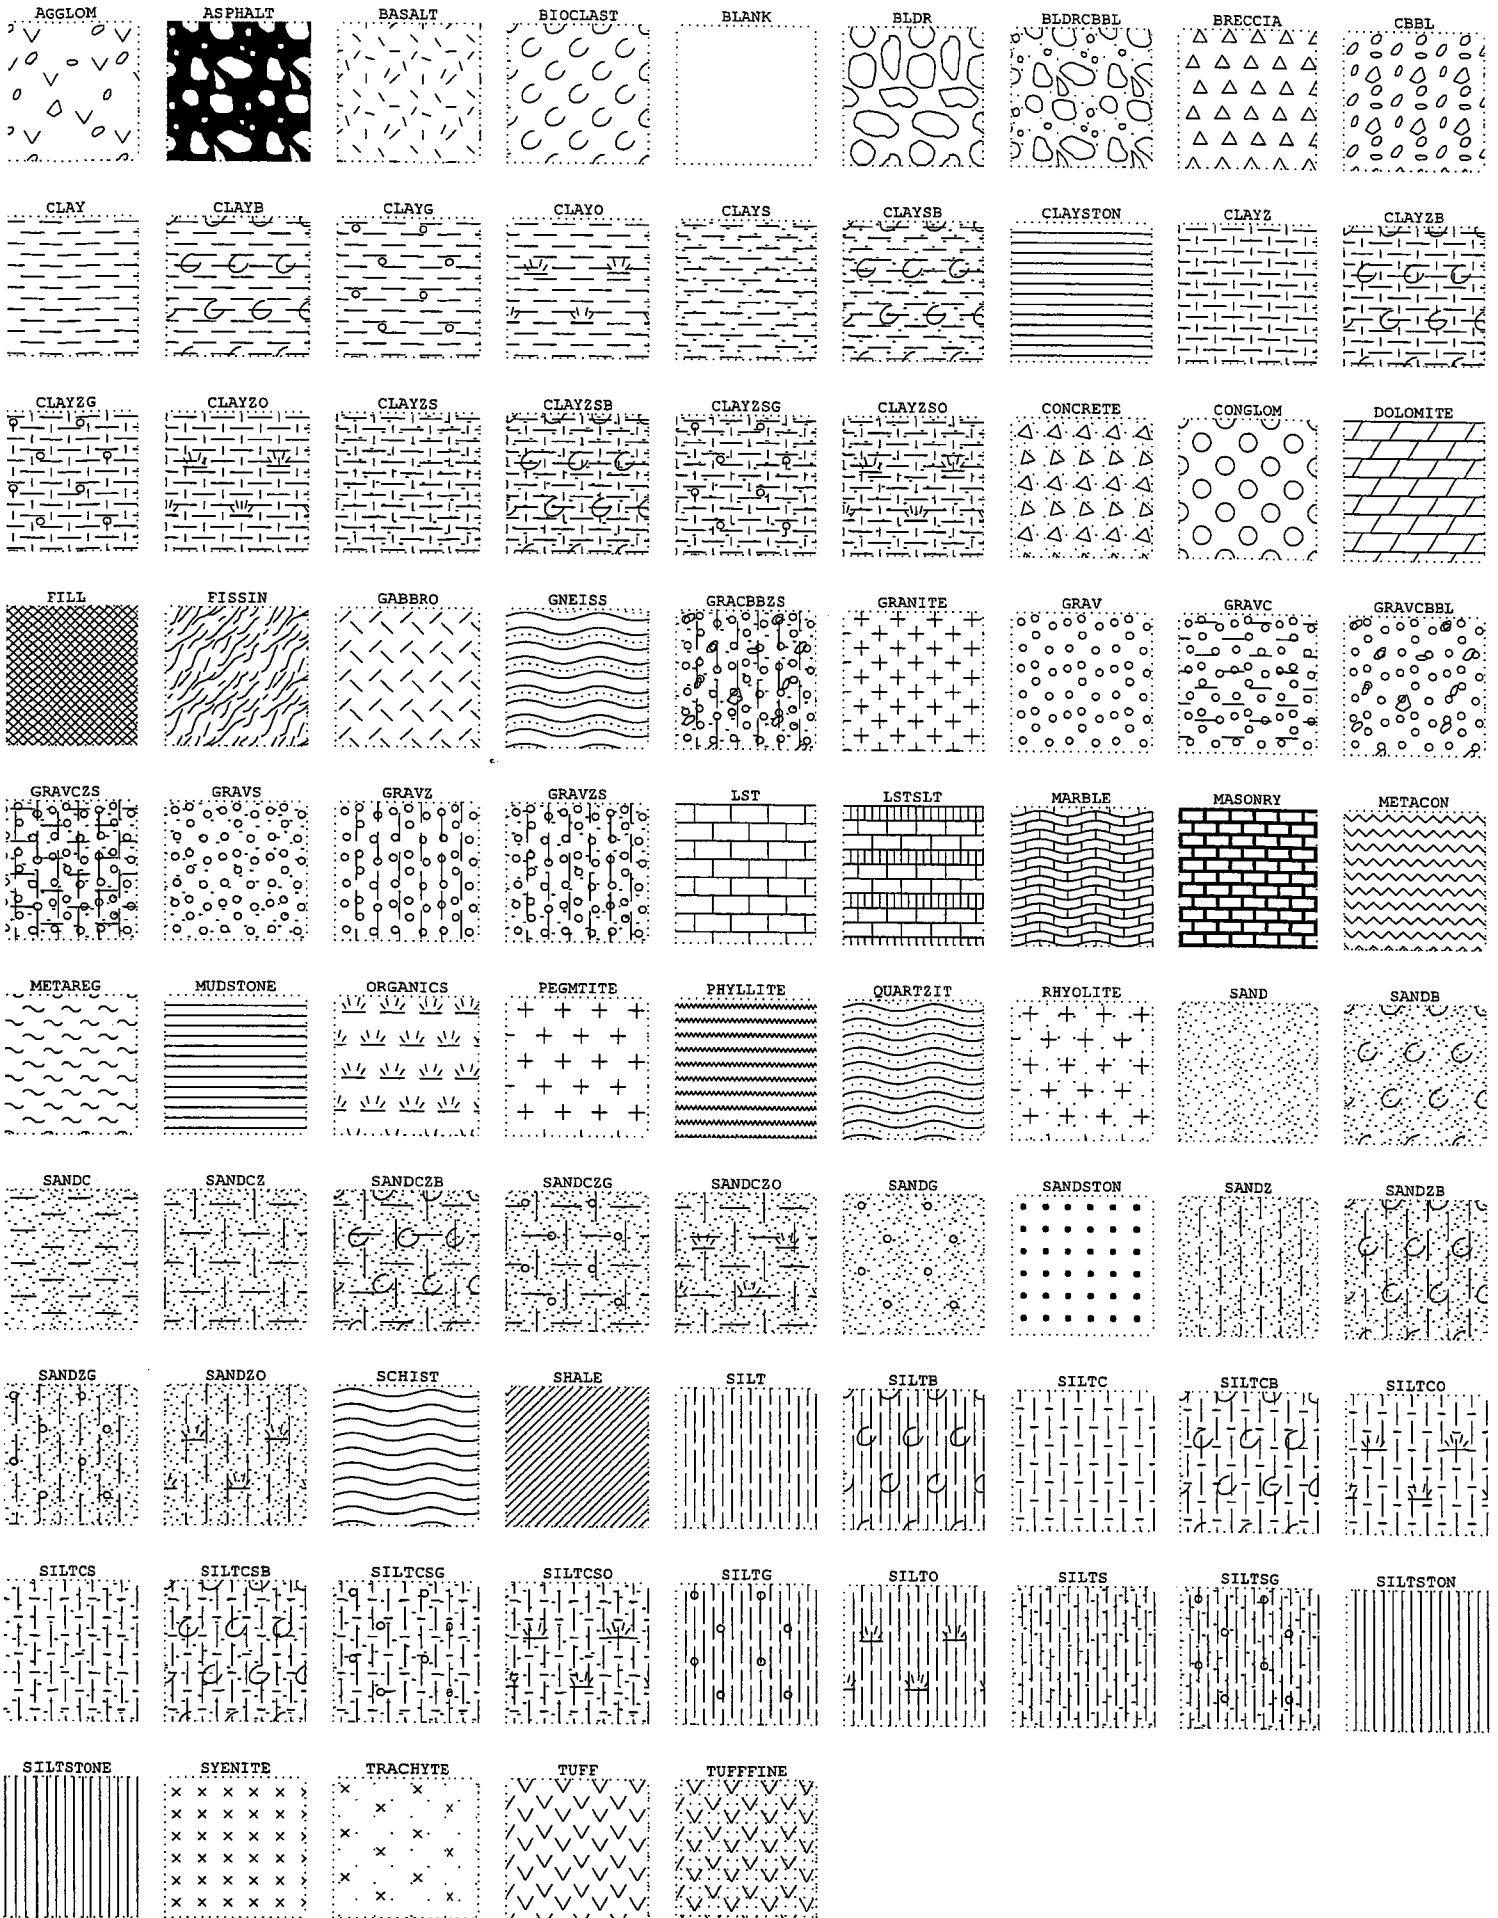 AGGLOM ASPHALT BASALT BIOCLAST BLANK BLDR BLDRCBBL BRECCIA CBBL
CLAY CLAYB CLAYG CLAYO CLAYS CLAYSB CLAYSTON CLAYZ CLAYZB
CLAYZG CLAYZO CLAYZS CLAYZSB CLAYZSG CLAYZSO CONCRETE CONGLOM DOLOMITE
FILL FISSIN GABBRO GNEISS GRACBBZS GRANITE GRAV GRAVC GRAVCBBL
GRAVCZS GRAVS GRAVZ GRAVZS LST LSTSLT MARBLE MASONRY METACON
METAREG MUDSTONE ORGANICS PEGMTITE PHYLLITE QUARTZIT RHYOLITE SAND SANDB
SANDC SANDCZ SANDCZB SANDCZG SANDCZO SANDG SANDSTON SANDZ SANDZB
SANDZG SANDZO SCHIST SHALE SILT SILTB SILTC SILTCB SILTCO
SILTCS SILTCSB SILTCSG SILTCSO SILTG SILTO SILTS SILTSG SILTSTON
SILTSTONE SYENITE TRACHYTE TUFF TUFFFINE